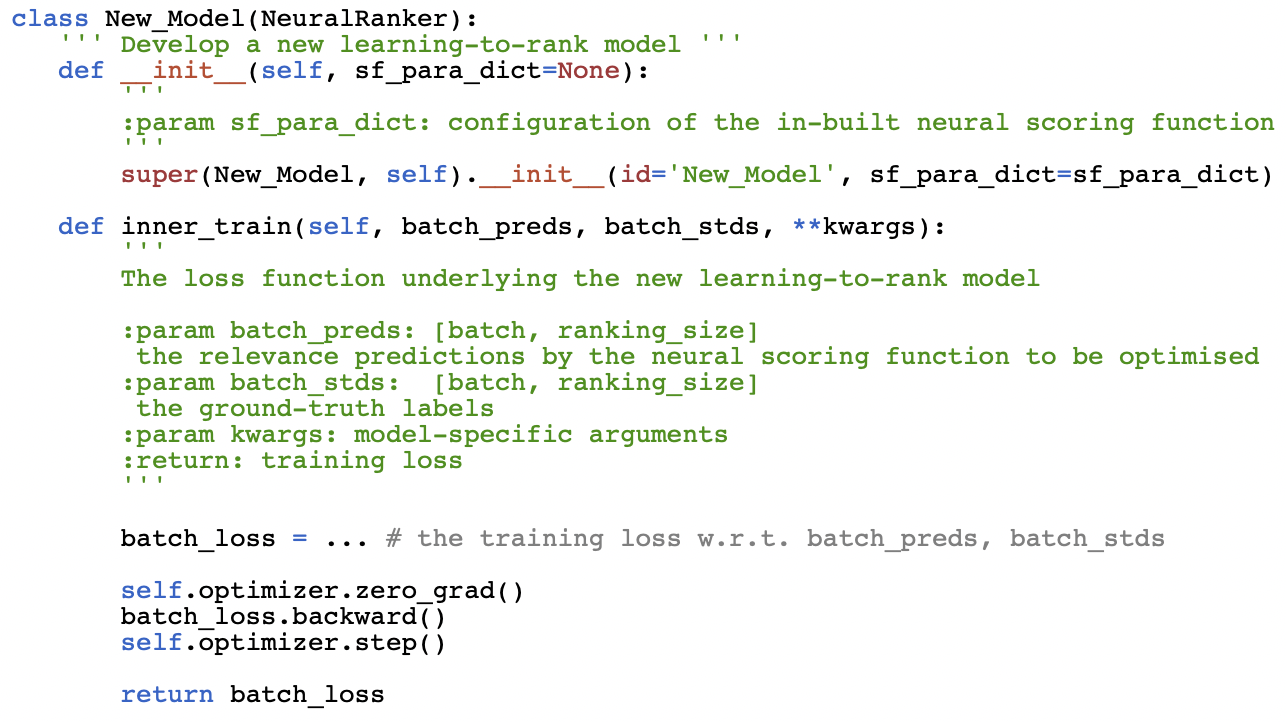 class New_Model(NeuralRanker):
    ''' Develop a new learning-to-rank model '''
    def __init__(self, sf_para_dict=None):
        '''
        :param sf_para_dict: configuration of the in-built neural scoring function
        '''
        super(New_Model, self).__init__(id='New_Model', sf_para_dict=sf_para_dict)
    def inner_train(self, batch_preds, batch_stds, **kwargs):
        '''
        The loss function underlying the new learning-to-rank model
        :param batch_preds: [batch, ranking_size]
         the relevance predictions by the neural scoring function to be optimised
        :param batch_stds:  [batch, ranking_size]
         the ground-truth labels
        :param kwargs: model-specific arguments
        :return: training loss
        '''
        batch_loss = ... # the training loss w.r.t. batch_preds, batch_stds
        self.optimizer.zero_grad()
        batch_loss.backward()
        self.optimizer.step()
        return batch_loss